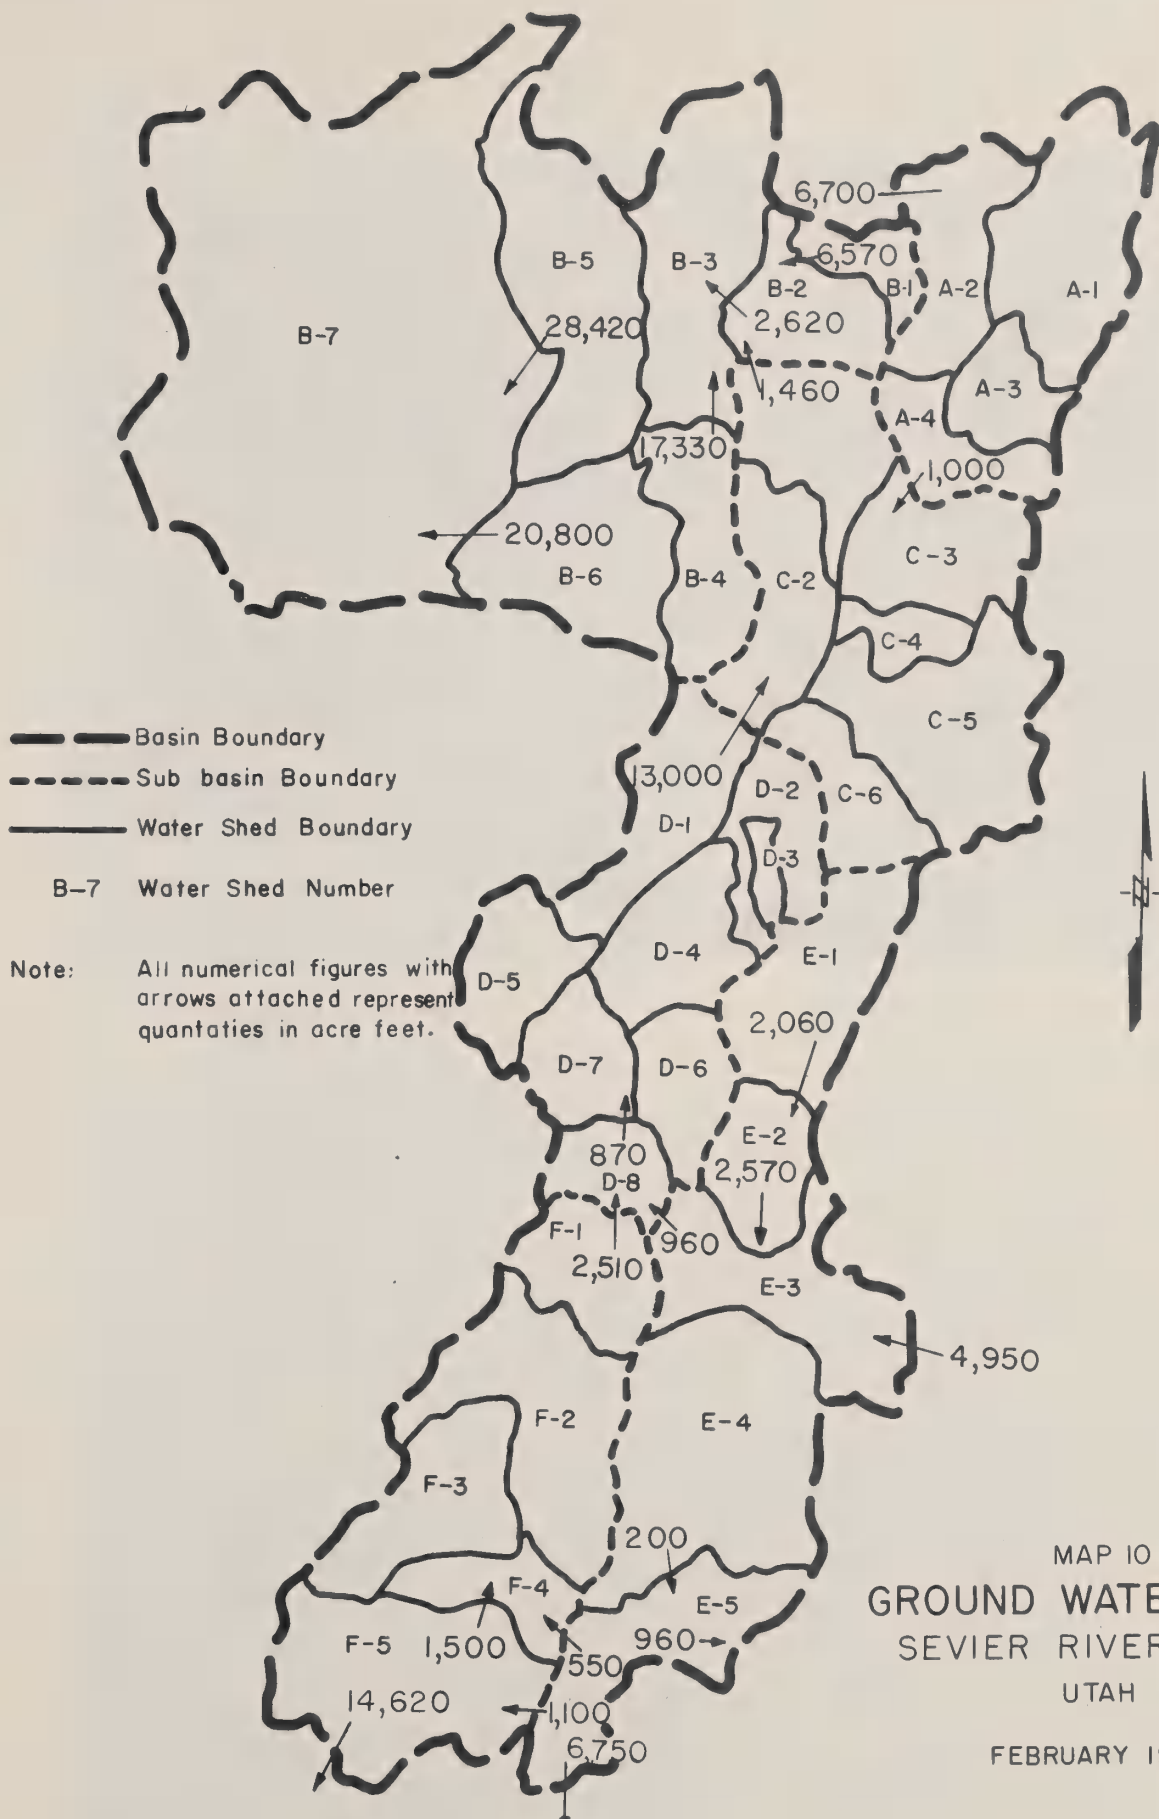 6,700
6,570
B-5
B-3
B-2
B-1
A-2
A-1
B-7
28,420
2,620
1,460
A-3
A-4
17,330
1,000
20,800
C-3
B-6
B-4
C-2
C-4
C-5
Basin Boundary
Sub basin Boundary
Water Shed Boundary
B-7 Water Shed Number
Note: All numerical figures with
arrows attached represent
quantaties in acre feet.
13,000
D-2
C-6
D-1
D-3
D-4
E-1
D-5
2,060
D-7
D-6
E-2
870
2,570
D-8
F-1
960
2,510
E-3
4,950
F-2
E-4
F-3
200
F-4
E-5
F-5
1,500
960
550
14,620
1,100
6,750
N
MAP 10
GROUND WATE
SEVIER RIVER
UTAH
FEBRUARY